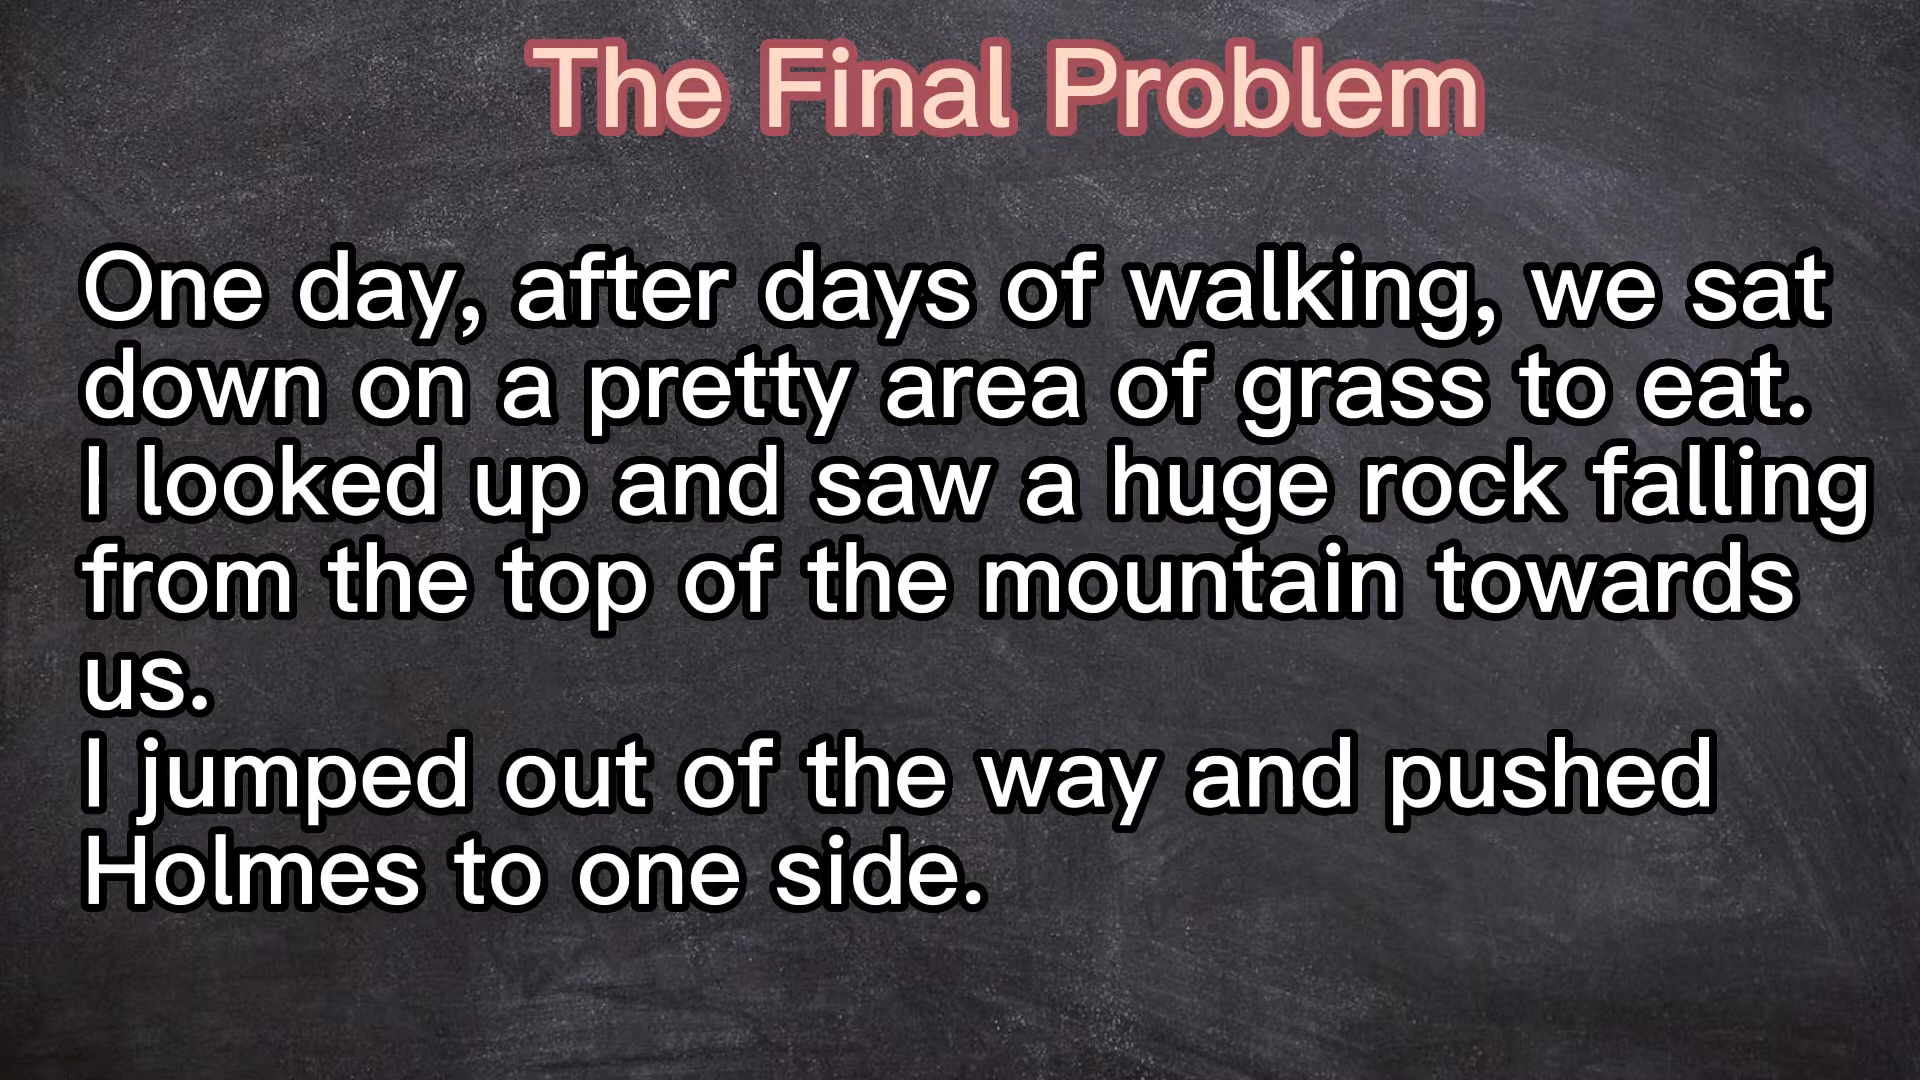 The Final Problem
One day, after days of walking, we sat
down on a pretty area of grass to eat.
I looked up and saw a huge rock falling
from the top of the mountain towards
us.
I jumped out of the way and pushed
Holmes to one side.